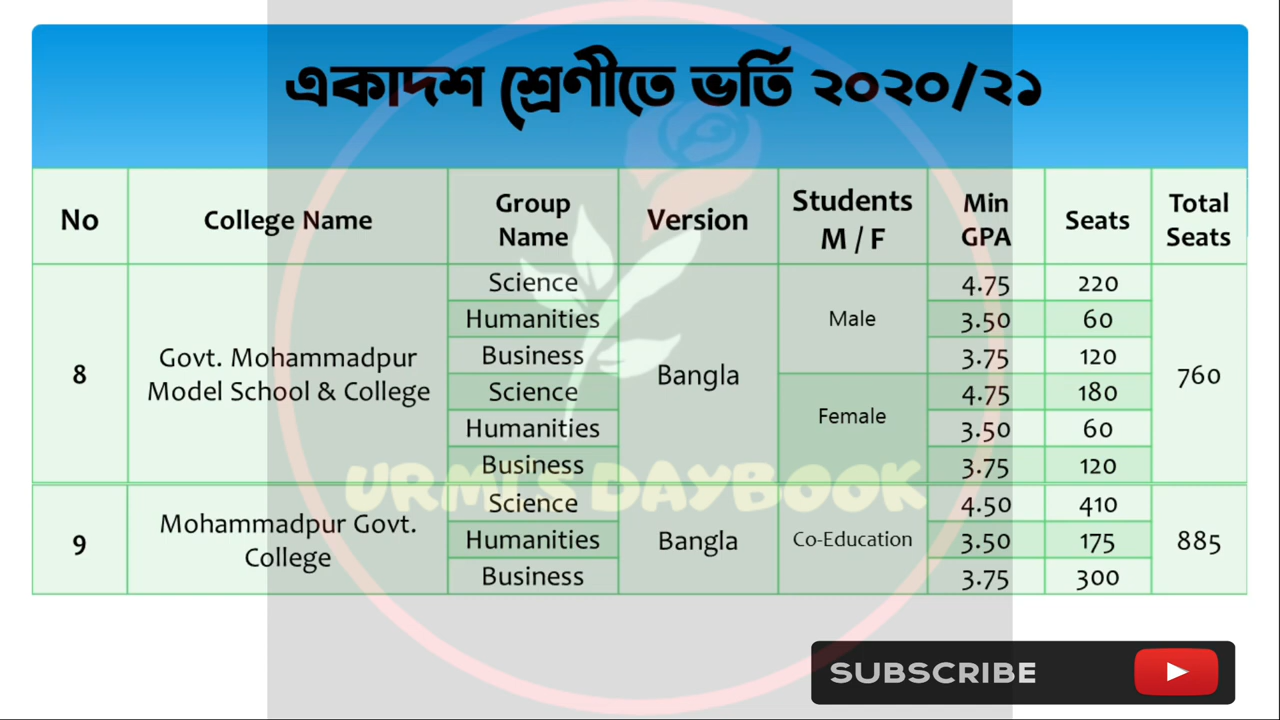 একাদশ শ্রেণীতে ভর্তি ২০২০/২১
No College Name Group Name Version Students M / F Min GPA Seats Total Seats
8 Govt. Mohammadpur Model School & College Bangla 760
Male
Science 4.75 220
Humanities 3.50 60
Business 3.75 120
Female
Science 4.75 180
Humanities 3.50 60
Business 3.75 120
9 Mohammadpur Govt. College Bangla Co-Education 885
Science 4.50 410
Humanities 3.50 175
Business 3.75 300
URMI'S DAYBOOK
SUBSCRIBE